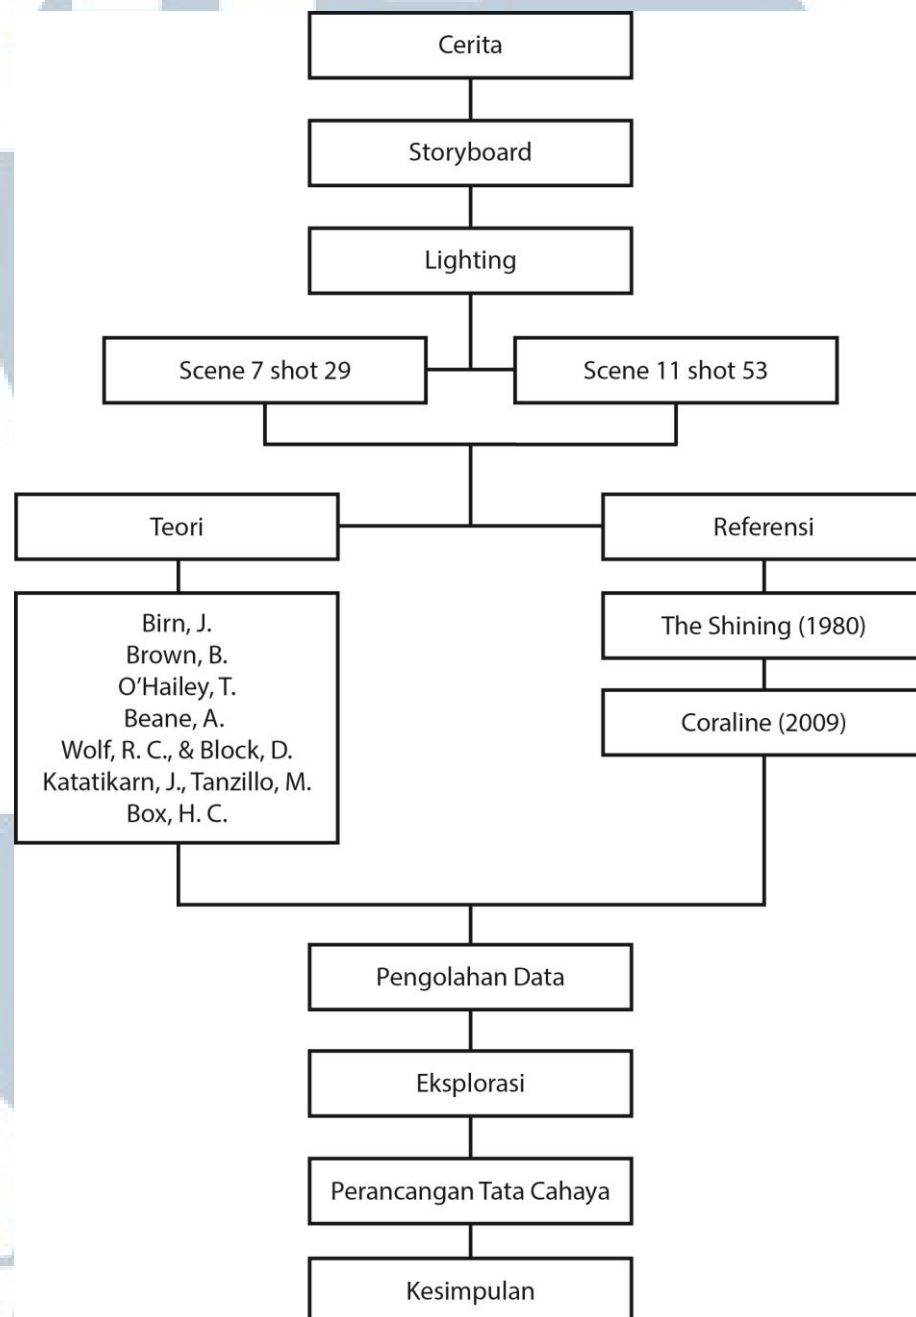 Cerita
Storyboard
Lighting
Scene 7 shot 29
Scene 11 shot 53
Teori
Referensi
Birn, J.
Brown, B.
O'Hailey, T.
Beane, A.
Wolf, R. C., & Block, D.
Katatikarn, J., Tanzillo, M.
Box, H. C.
The Shining (1980)
Coraline (2009)
Pengolahan Data
Eksplorasi
Perancangan Tata Cahaya
Kesimpulan